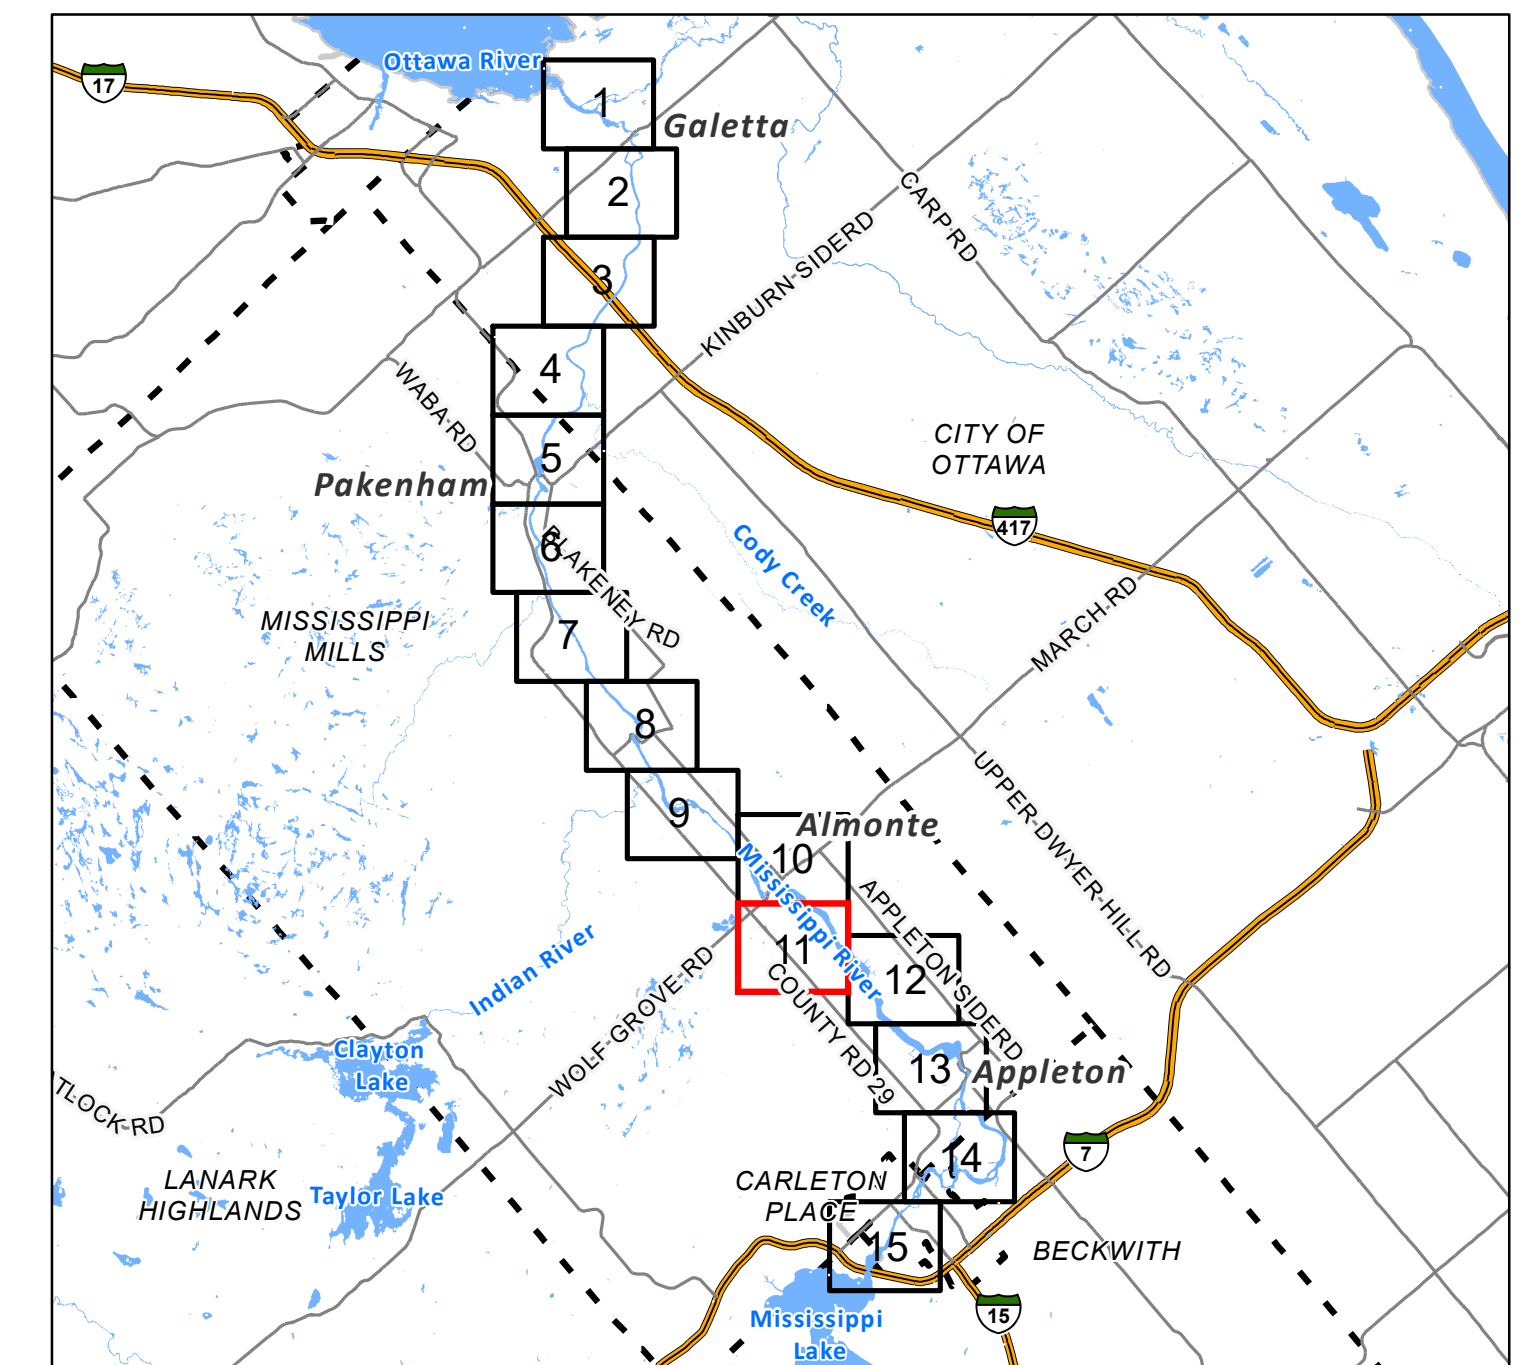 Ottawa River
17
1
Galetta
2
CARP RD
KINBURN SIDERD
3
4
WABA RD
CITY OF
OTTAWA
5
Pakenham
417
6
BLAKENEY RD
Cody Creek
MARCH RD
MISSISSIPPI
MILLS
7
8
UPPER DWYER HILL RD
9
Almonte
10
Mississippi River
APPLETON SIDERD
11
12
Indian River
WOLF GROVE RD
COUNTY RD 29
Clayton
Lake
13
Appleton
TLOCK RD
7
14
LANARK
HIGHLANDS
Taylor Lake
CARLETON
PLACE
15
BECKWITH
15
Mississippi
Lake